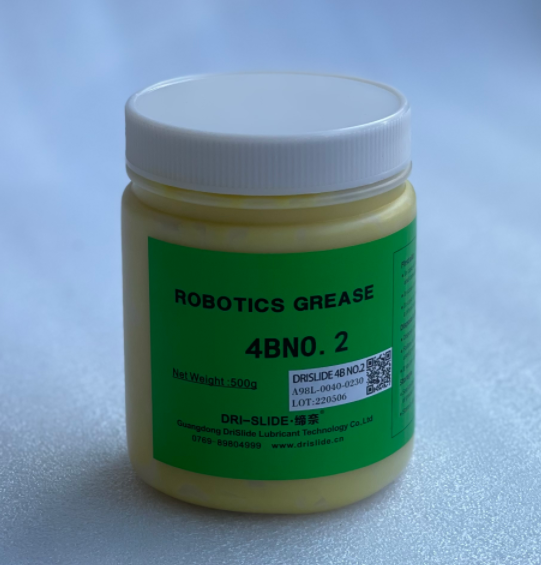 ROBOTICS GREASE
4BNO. 2
Net Weight :500g
DRISLIDE 4B NO.2
A98L-0040-0230
LOT:220506
DRI-SLIDE·缔奈®
Guangdong DriSlide Lubricant Technology Co,Ltd
0769-89804999 www.drislide.cn